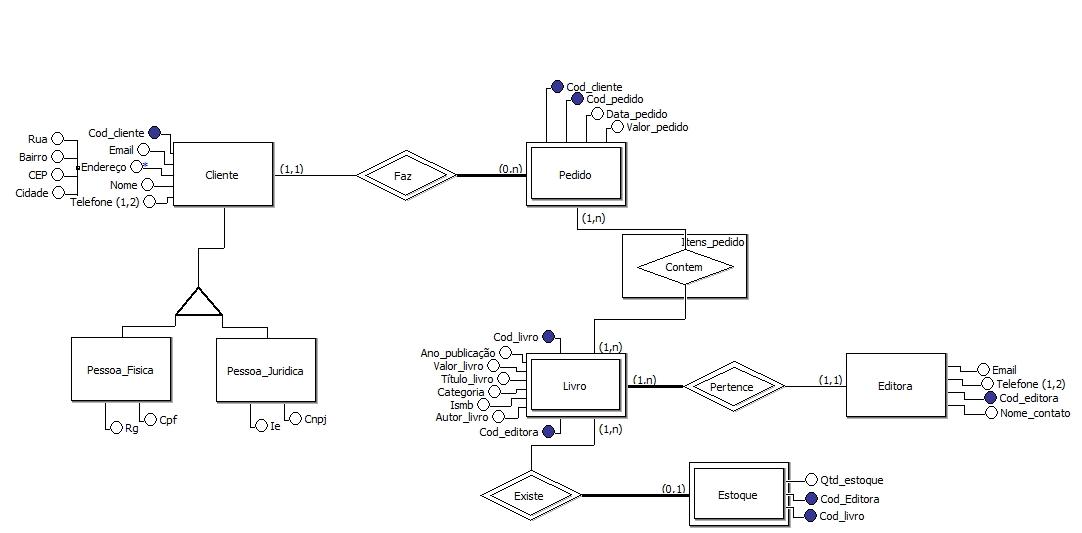 Cod_cliente
Cod_pedido
Data_pedido
Valor_pedido
Cod_cliente
Rua
Email
Bairro
Endereço
*
CEP
Nome
Cidade
Telefone (1,2)
Cliente
(1,1)
Faz
(0,n)
Pedido
(1,n)
Itens_pedido
Contem
Pessoa_Fisica
Rg
Cpf
Pessoa_Juridica
Ie
Cnpj
Cod_livro
(1,n)
Ano_publicação
Valor_livro
Título_livro
Categoria
Ismb
Autor_livro
Cod_editora
Livro
(1,n)
Pertence
(1,1)
Editora
Email
Telefone (1,2)
Cod_editora
Nome_contato
(1,n)
Existe
(0,1)
Estoque
Qtd_estoque
Cod_Editora
Cod_livro